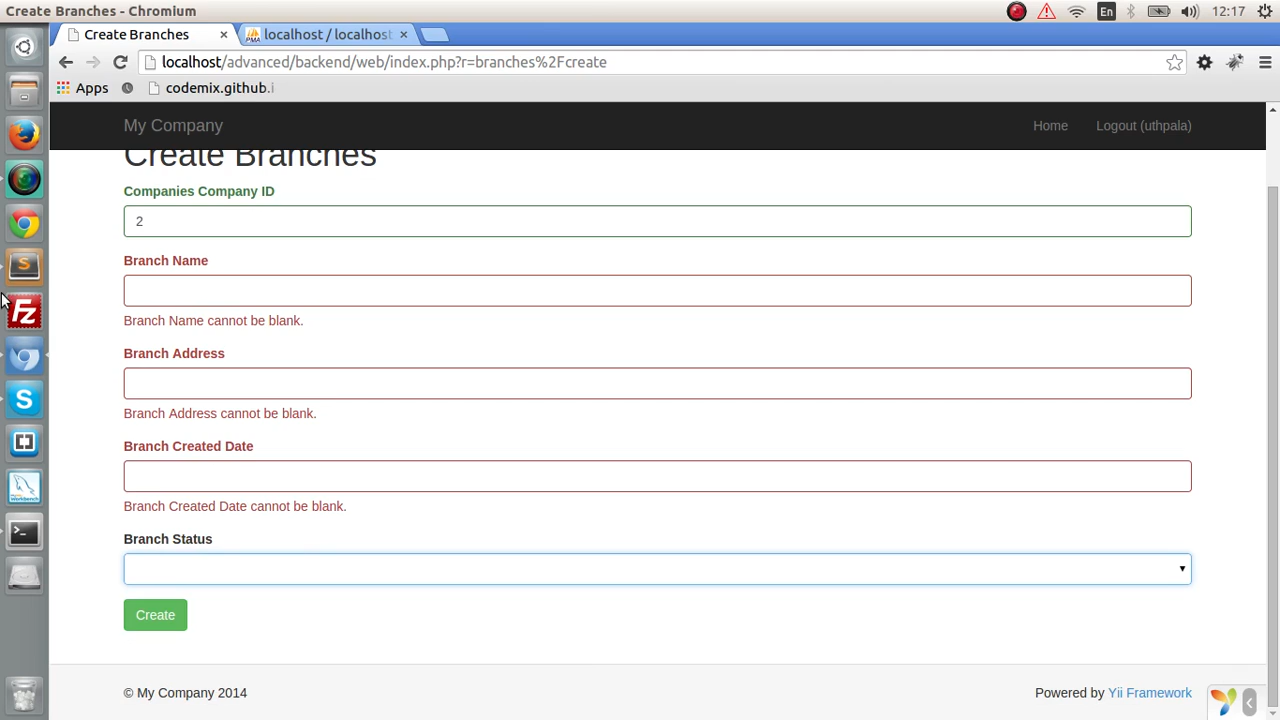 Create Branches - Chromium
En
12:17
Create Branches ×
localhost / localhost ×
localhost/advanced/backend/web/index.php?r=branches%2Fcreate
Apps
codemix.github.i
My Company
Home
Logout (uthpala)
Create Branches
Companies Company ID
2
Branch Name
Branch Name cannot be blank.
Branch Address
Branch Address cannot be blank.
Branch Created Date
Branch Created Date cannot be blank.
Branch Status
Create
© My Company 2014
Powered by Yii Framework